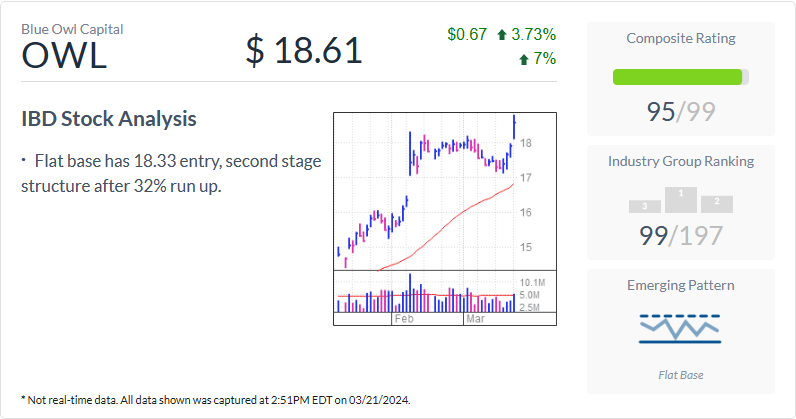 Blue Owl Capital
OWL
$ 18.61
$0.67 3.73%
7%
IBD Stock Analysis
· Flat base has 18.33 entry, second stage
structure after 32% run up.
18
17
16
15
10.1M
5.0M
2.5M
Feb Mar
* Not real-time data. All data shown was captured at 2:51PM EDT on 03/21/2024.
Composite Rating
95/99
Industry Group Ranking
3 1 2
99/197
Emerging Pattern
Flat Base